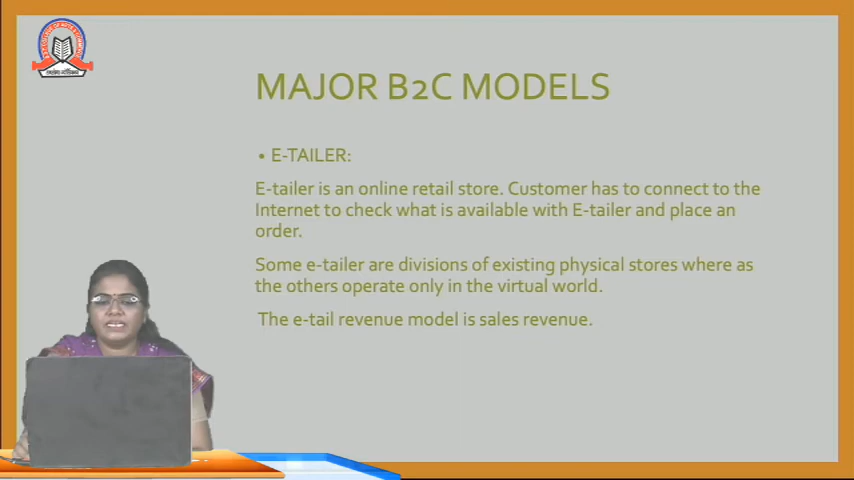 MAJOR B2C MODELS
• E-TAILER:
E-tailer is an online retail store. Customer has to connect to the
Internet to check what is available with E-tailer and place an
order.
Some e-tailer are divisions of existing physical stores where as
the others operate only in the virtual world.
The e-tail revenue model is sales revenue.